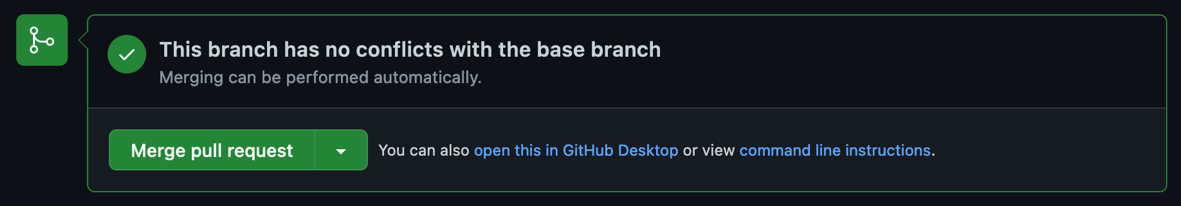 This branch has no conflicts with the base branch
Merging can be performed automatically.
Merge pull request
You can also open this in GitHub Desktop or view command line instructions.